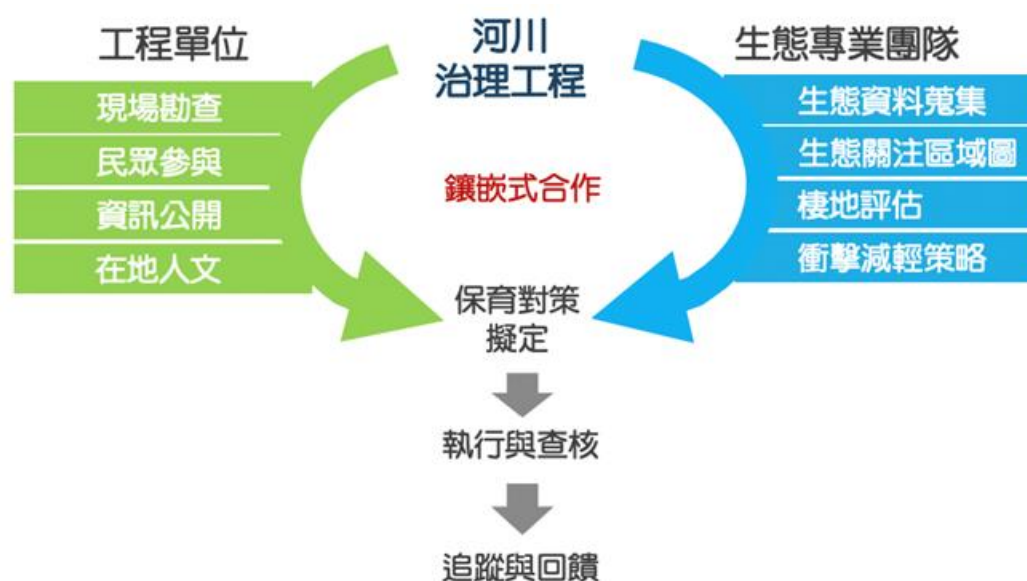 工程單位
現場勘查
民眾參與
資訊公開
在地人文
河川
治理工程
鑲嵌式合作
生態專業團隊
生態資料蒐集
生態關注區域圖
棲地評估
衝擊減輕策略
保育對策
擬定
執行與查核
追蹤與回饋